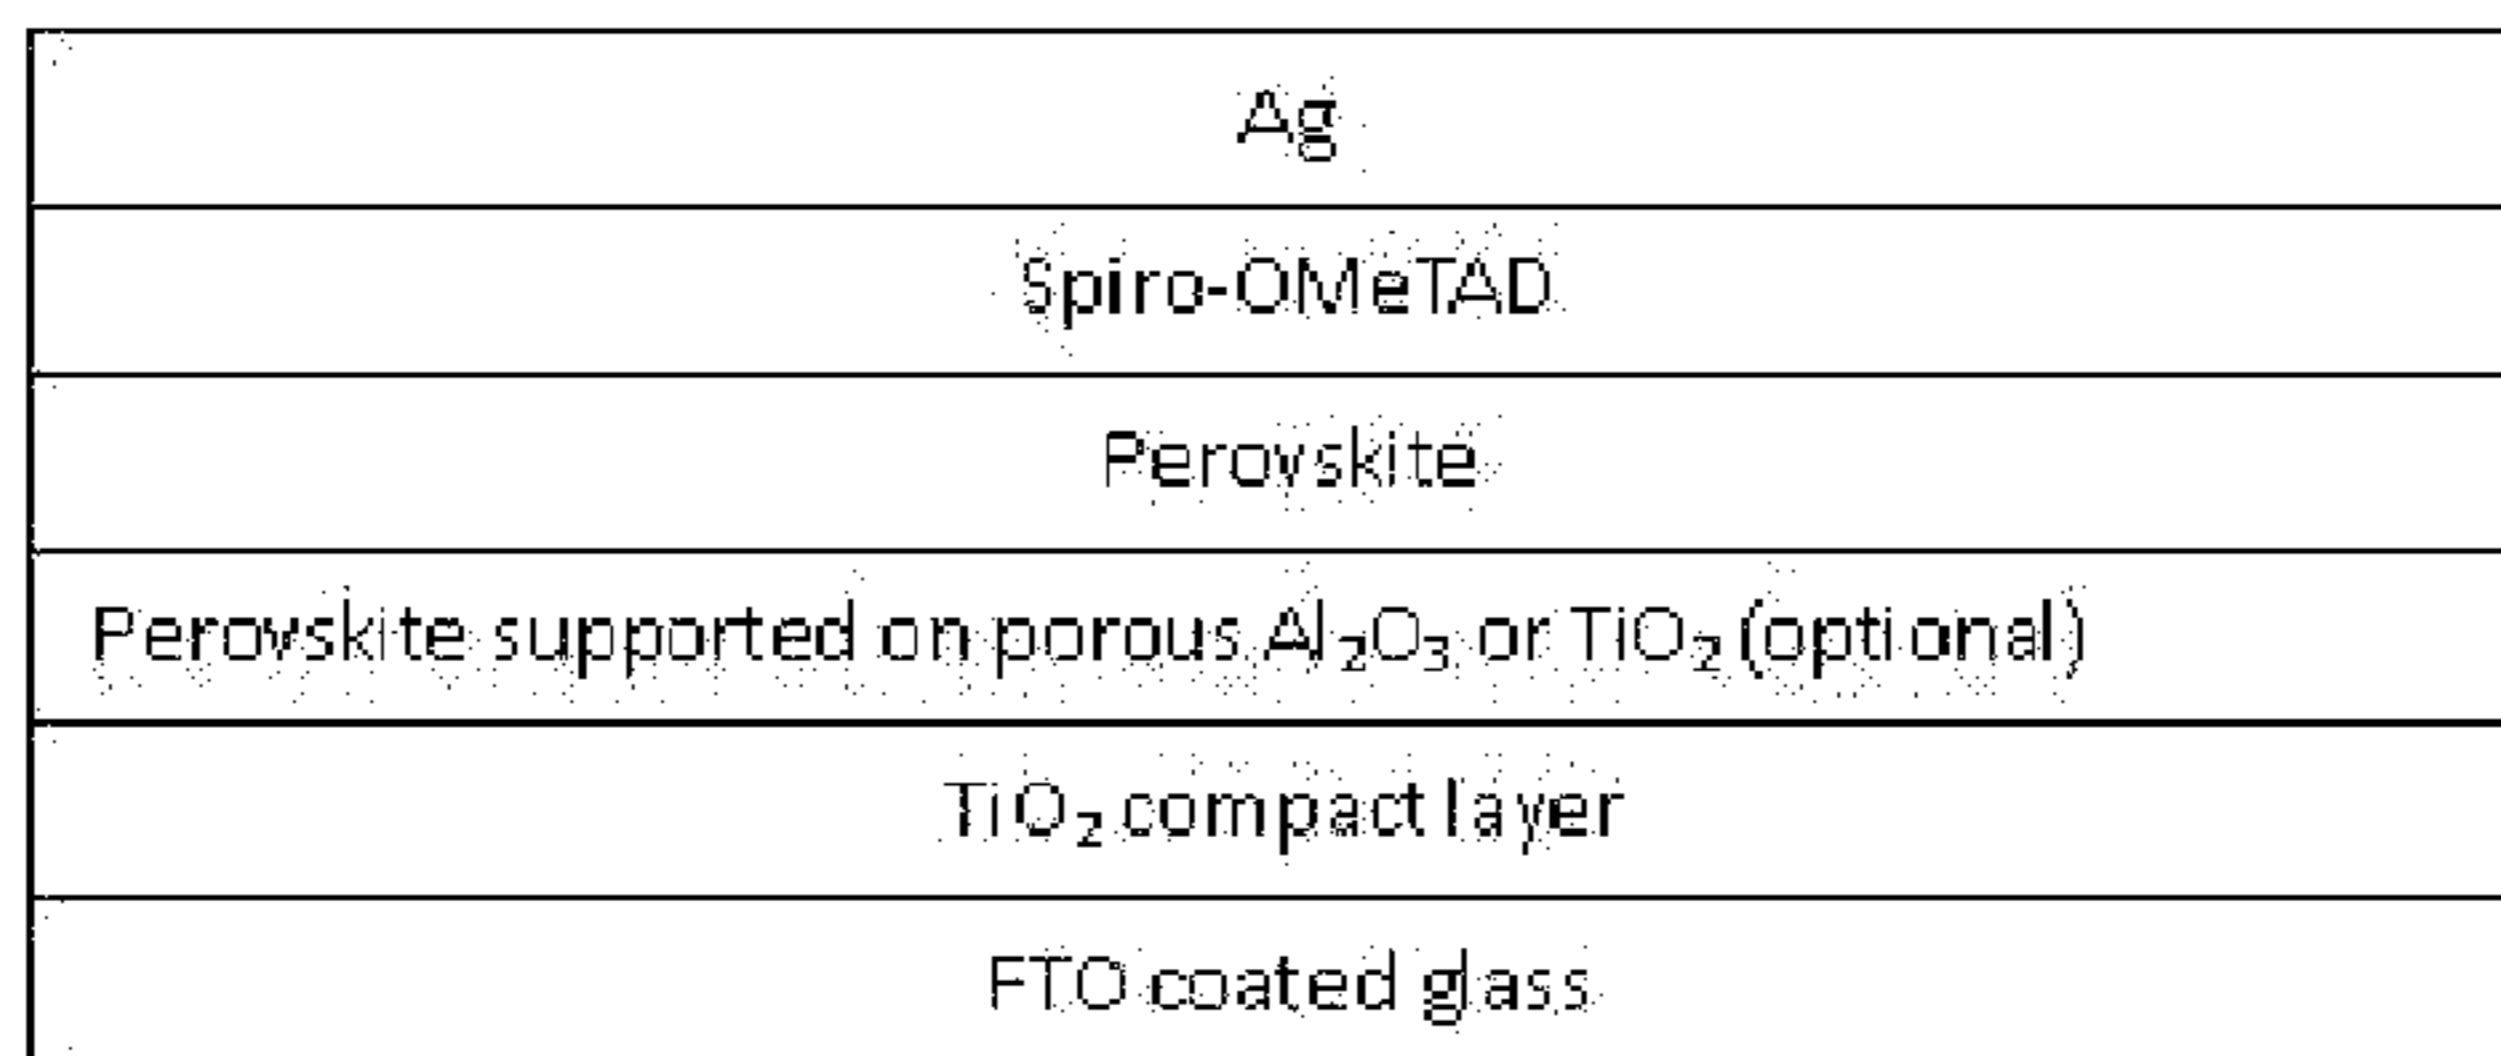 Ag
Spiro-OMeTAD
Perovskite
Perovskite supported on porous Al₂O₃ or TiO₂ (optional)
TiO₂ compact layer
FTO coated glass